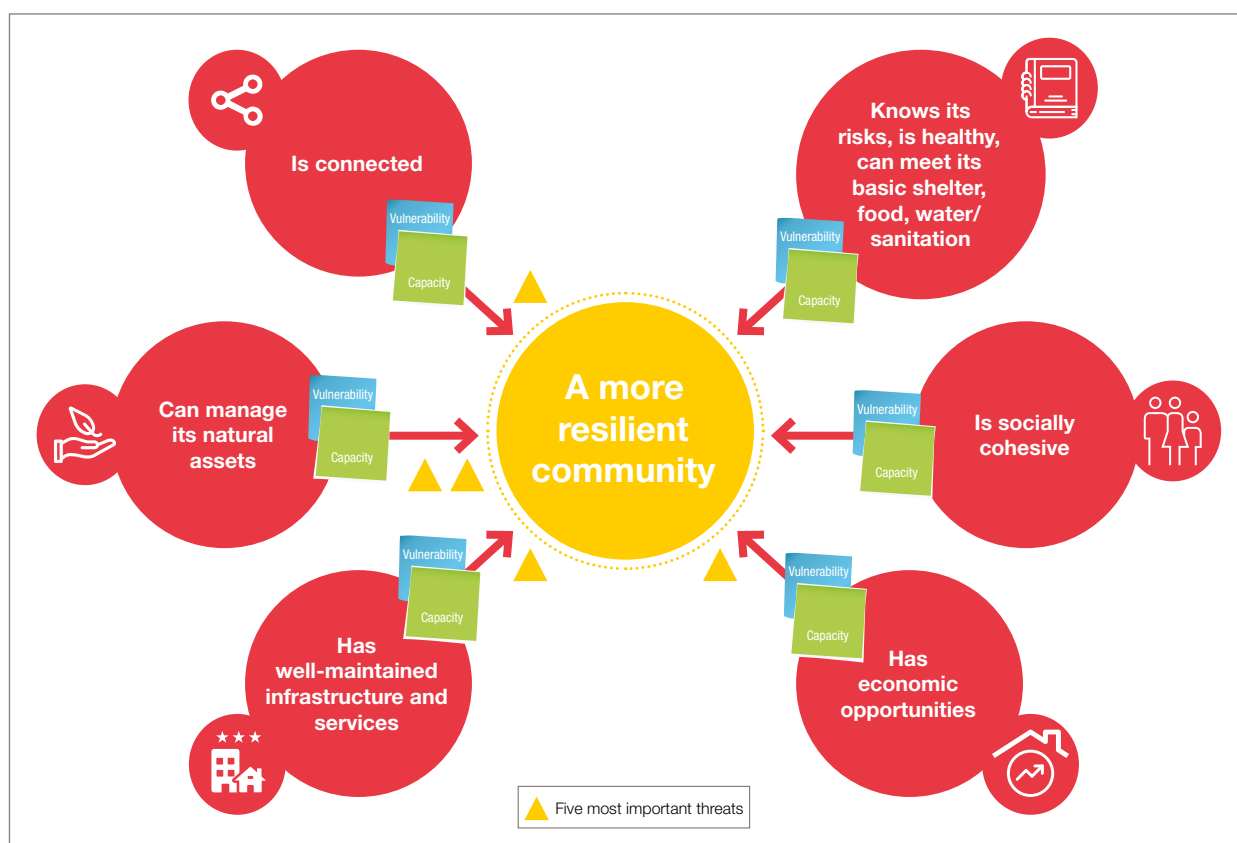 Is connected
Vulnerability
Capacity
Knows its
risks, is healthy,
can meet its
basic shelter,
food, water/
sanitation
Vulnerability
Capacity
Can manage
its natural
assets
Vulnerability
Capacity
A more
resilient
community
Vulnerability
Capacity
Is socially
cohesive
Vulnerability
Capacity
Has
well-maintained
infrastructure and
services
Vulnerability
Capacity
Has
economic
opportunities
Five most important threats